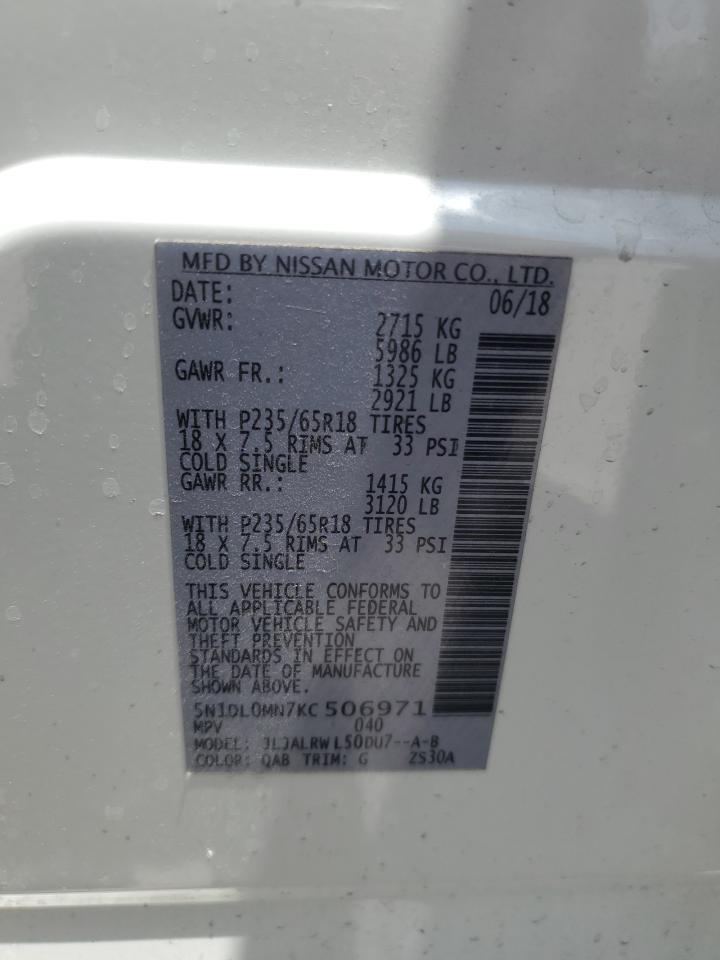 MFD BY NISSAN MOTOR CO., LTD.
DATE: 06/18
GVWR: 2715 KG
5986 LB
GAWR FR.: 1325 KG
2921 LB
WITH P235/65R18 TIRES
18 X 7.5 RIMS AT 33 PSI
COLD SINGLE
GAWR RR.: 1415 KG
3120 LB
WITH P235/65R18 TIRES
18 X 7.5 RIMS AT 33 PSI
COLD SINGLE
THIS VEHICLE CONFORMS TO
ALL APPLICABLE FEDERAL
MOTOR VEHICLE SAFETY AND
THEFT PREVENTION
STANDARDS IN EFFECT ON
THE DATE OF MANUFACTURE
SHOWN ABOVE.
5N1DL0MN7KC506971
MPV 040
MODEL: JLJALRWL50DU7--A-B
COLOR: QAB TRIM: G ZS30A